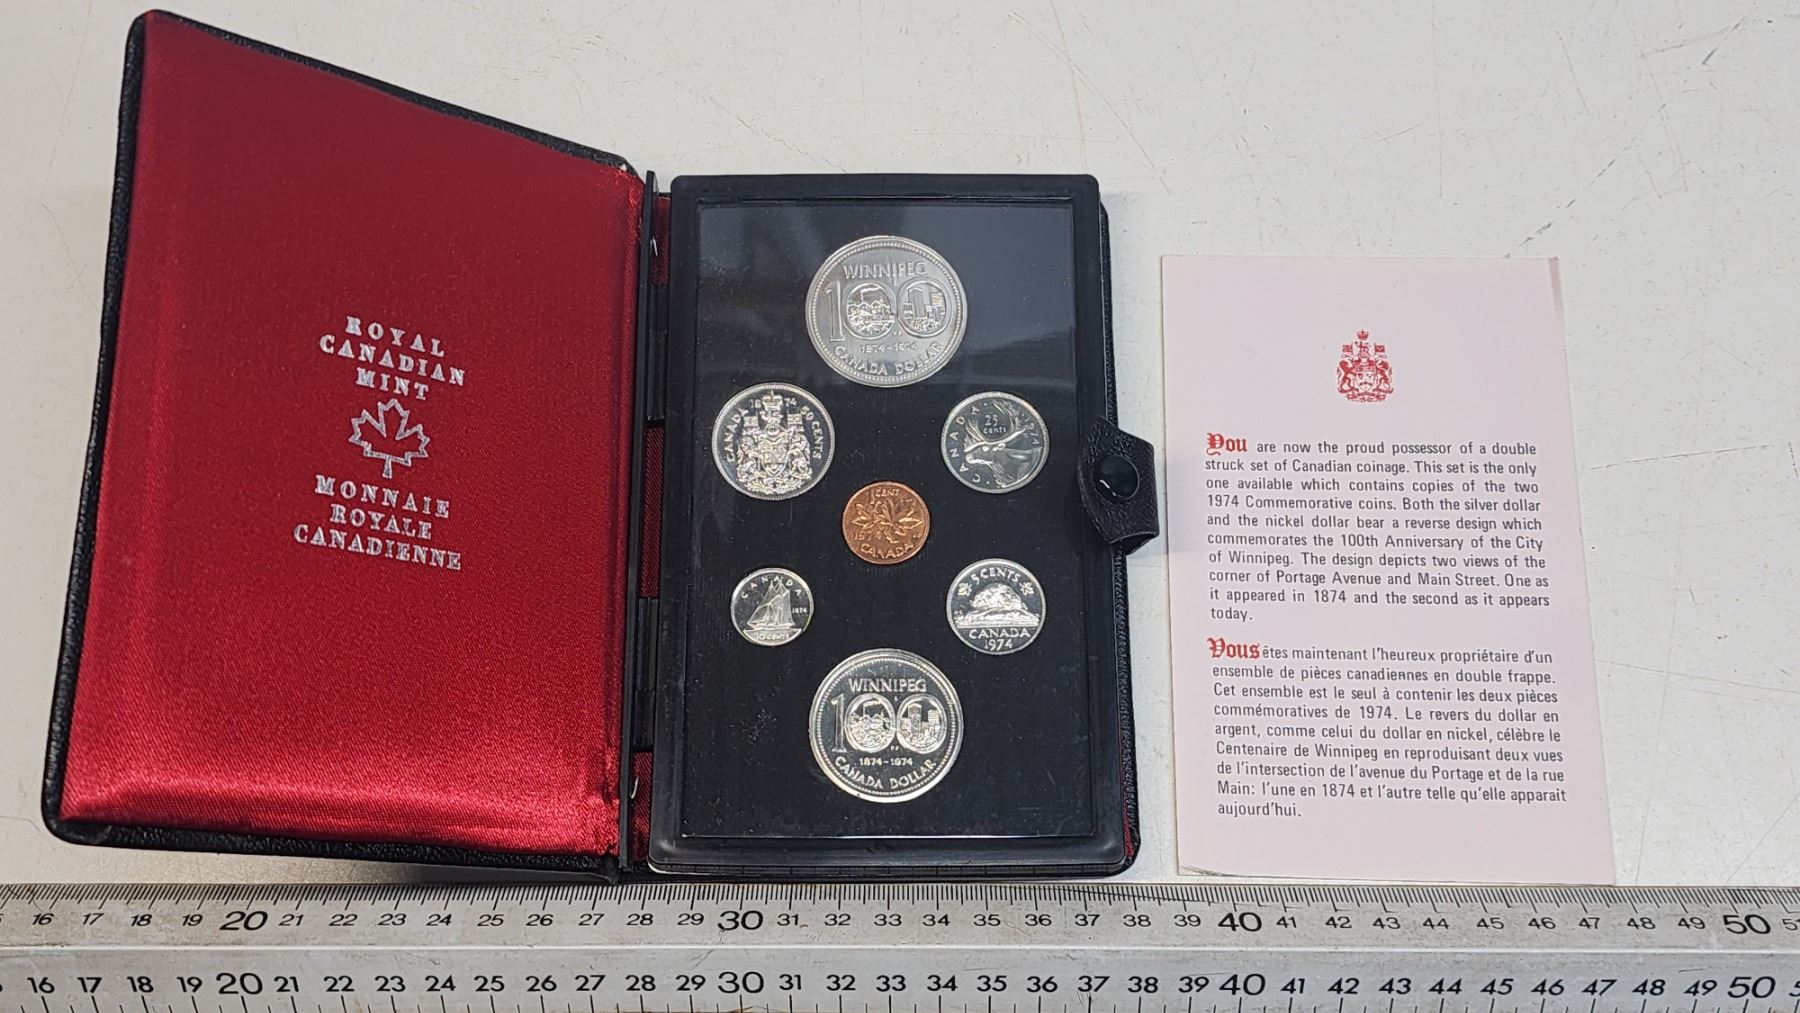 ROYAL
CANADIAN
MINT
MONNAIE
ROYALE
CANADIENNE
WINNIPEG
100
1874-1974
CANADA DOLLAR
1974
CANADA 50 CENTS
CANADA 1974
25
cents
1 CENT
1974
CANADA
CANADA
1974
10 CENTS
5 CENTS
CANADA
1974
WINNIPEG
100
1874-1974
CANADA DOLLAR
You are now the proud possessor of a double
struck set of Canadian coinage. This set is the only
one available which contains copies of the two
1974 Commemorative coins. Both the silver dollar
and the nickel dollar bear a reverse design which
commemorates the 100th Anniversary of the City
of Winnipeg. The design depicts two views of the
corner of Portage Avenue and Main Street. One as
it appeared in 1874 and the second as it appears
today.
Vous êtes maintenant l'heureux propriétaire d'un
ensemble de pièces canadiennes en double frappe.
Cet ensemble est le seul à contenir les deux pièces
commémoratives de 1974. Le revers du dollar en
argent, comme celui du dollar en nickel, célèbre le
Centenaire de Winnipeg en reproduisant deux vues
de l'intersection de l'avenue du Portage et de la rue
Main: l'une en 1874 et l'autre telle qu'elle apparait
aujourd'hui.
16 17 18 19 20 21 22 23 24 25 26 27 28 29 30 31 32 33 34 35 36 37 38 39 40 41 42 43 44 45 46 47 48 49 50
16 17 18 19 20 21 22 23 24 25 26 27 28 29 30 31 32 33 34 35 36 37 38 39 40 41 42 43 44 45 46 47 48 49 50